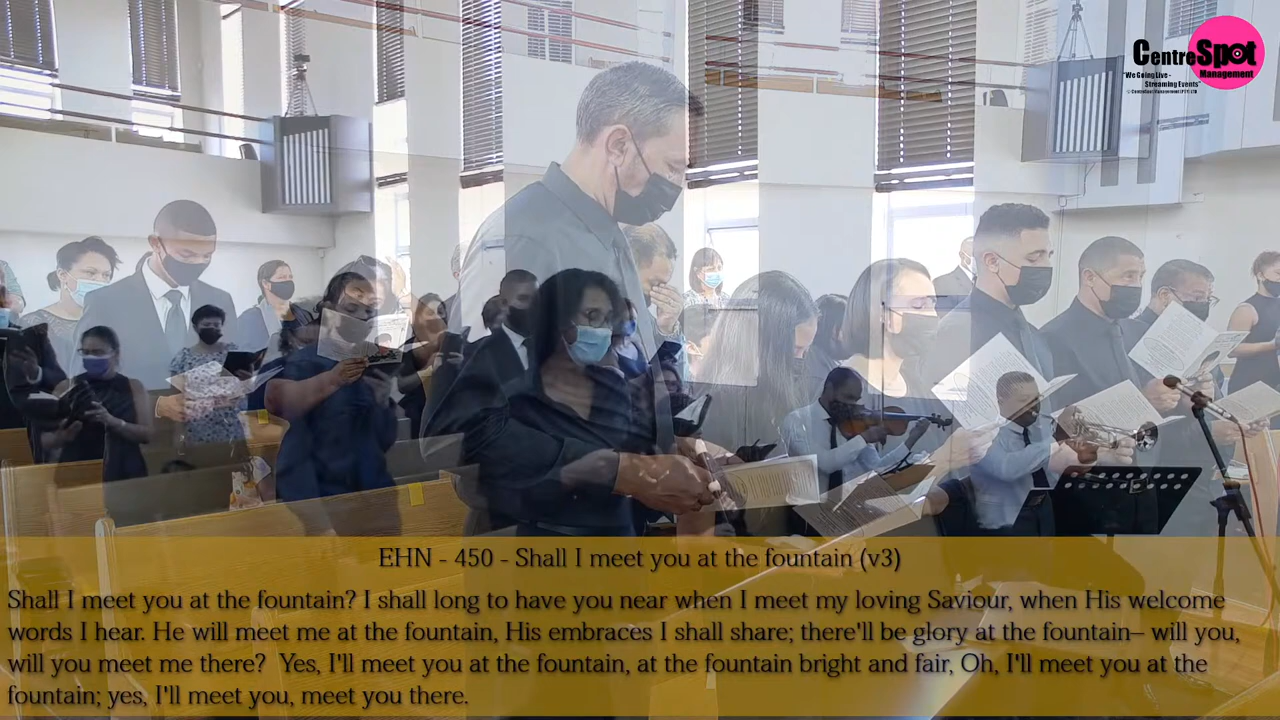 CentreSpot
Management
"We Going Live -
Streaming Events"
EHN - 450 - Shall I meet you at the fountain (v3)
Shall I meet you at the fountain? I shall long to have you near when I meet my loving Saviour, when His welcome
words I hear. He will meet me at the fountain, His embraces I shall share; there'll be glory at the fountain– will you,
will you meet me there?  Yes, I'll meet you at the fountain, at the fountain bright and fair, Oh, I'll meet you at the
fountain; yes, I'll meet you, meet you there.